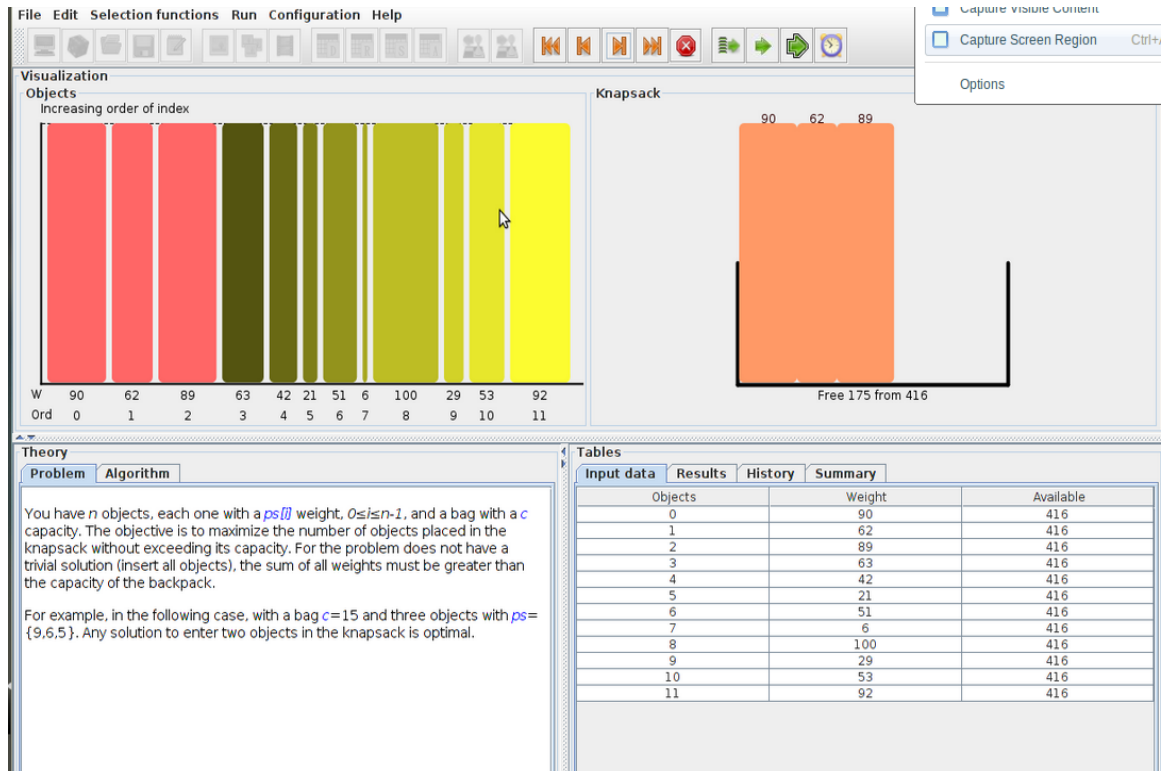 File Edit Selection functions Run Configuration Help
Capture Visible Content
Capture Screen Region Ctrl+
Options
Visualization
Objects
Increasing order of index
W 90 62 89 63 42 21 51 6 100 29 53 92
Ord 0 1 2 3 4 5 6 7 8 9 10 11
Knapsack
90 62 89
Free 175 from 416
Theory
Problem Algorithm
You have n objects, each one with a ps[i] weight, 0≤i≤n-1, and a bag with a c
capacity. The objective is to maximize the number of objects placed in the
knapsack without exceeding its capacity. For the problem does not have a
trivial solution (insert all objects), the sum of all weights must be greater than
the capacity of the backpack.
For example, in the following case, with a bag c=15 and three objects with ps=
{9,6,5}. Any solution to enter two objects in the knapsack is optimal.
Tables
Input data Results History Summary
Objects Weight Available
0 90 416
1 62 416
2 89 416
3 63 416
4 42 416
5 21 416
6 51 416
7 6 416
8 100 416
9 29 416
10 53 416
11 92 416